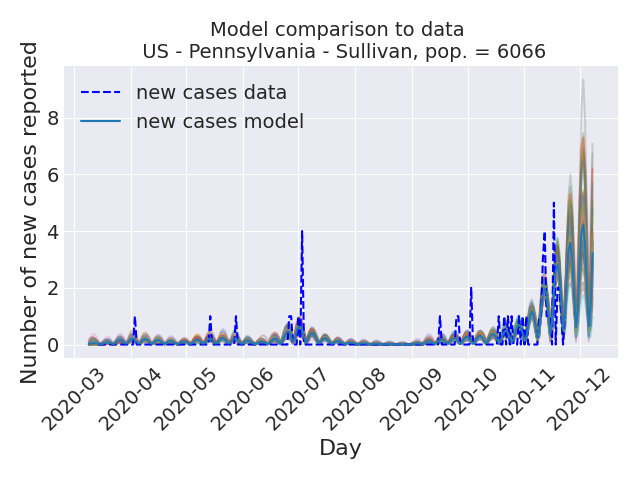 Model comparison to data
US - Pennsylvania - Sullivan, pop. = 6066
Number of new cases reported
new cases data
new cases model
8
6
4
2
0
2020-03
2020-04
2020-05
2020-06
2020-07
2020-08
2020-09
2020-10
2020-11
2020-12
Day